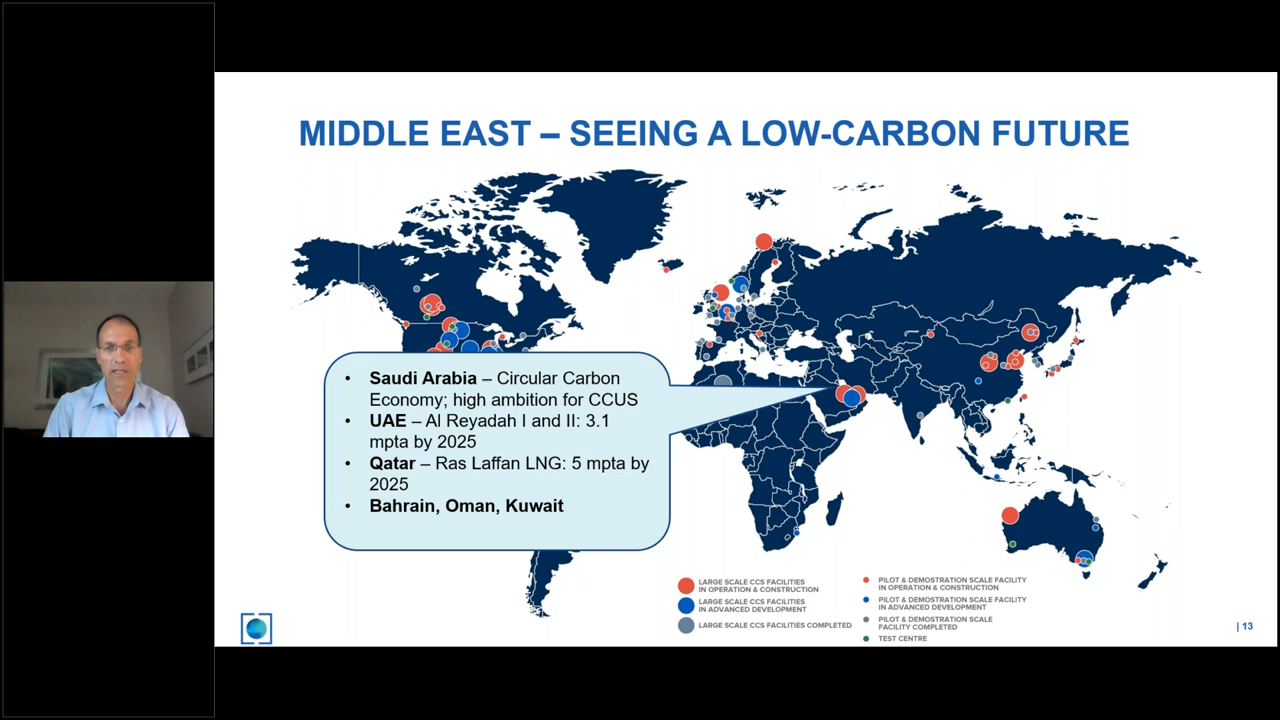 MIDDLE EAST – SEEING A LOW-CARBON FUTURE
• Saudi Arabia – Circular Carbon
Economy; high ambition for CCUS
• UAE – Al Reyadah I and II: 3.1
mpta by 2025
• Qatar – Ras Laffan LNG: 5 mpta by
2025
• Bahrain, Oman, Kuwait
LARGE SCALE CCS FACILITIES
IN OPERATION & CONSTRUCTION
LARGE SCALE CCS FACILITIES
IN ADVANCED DEVELOPMENT
LARGE SCALE CCS FACILITIES COMPLETED
PILOT & DEMOSTRATION SCALE FACILITY
IN OPERATION & CONSTRUCTION
PILOT & DEMOSTRATION SCALE FACILITY
IN ADVANCED DEVELOPMENT
PILOT & DEMOSTRATION SCALE
FACILITY COMPLETED
TEST CENTRE
| 13